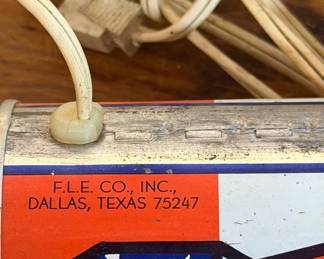 F.L.E. CO., INC.,
DALLAS, TEXAS 75247